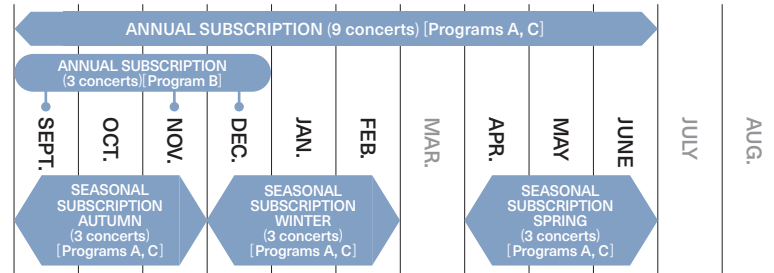 ANNUAL SUBSCRIPTION (9 concerts) [Programs A, C]
ANNUAL SUBSCRIPTION
(3 concerts)[Program B]
SEPT.
OCT.
NOV.
DEC.
JAN.
FEB.
MAR.
APR.
MAY
JUNE
JULY
AUG.
SEASONAL
SUBSCRIPTION
AUTUMN
(3 concerts)
[Programs A, C]
SEASONAL
SUBSCRIPTION
WINTER
(3 concerts)
[Programs A, C]
SEASONAL
SUBSCRIPTION
SPRING
(3 concerts)
[Programs A, C]